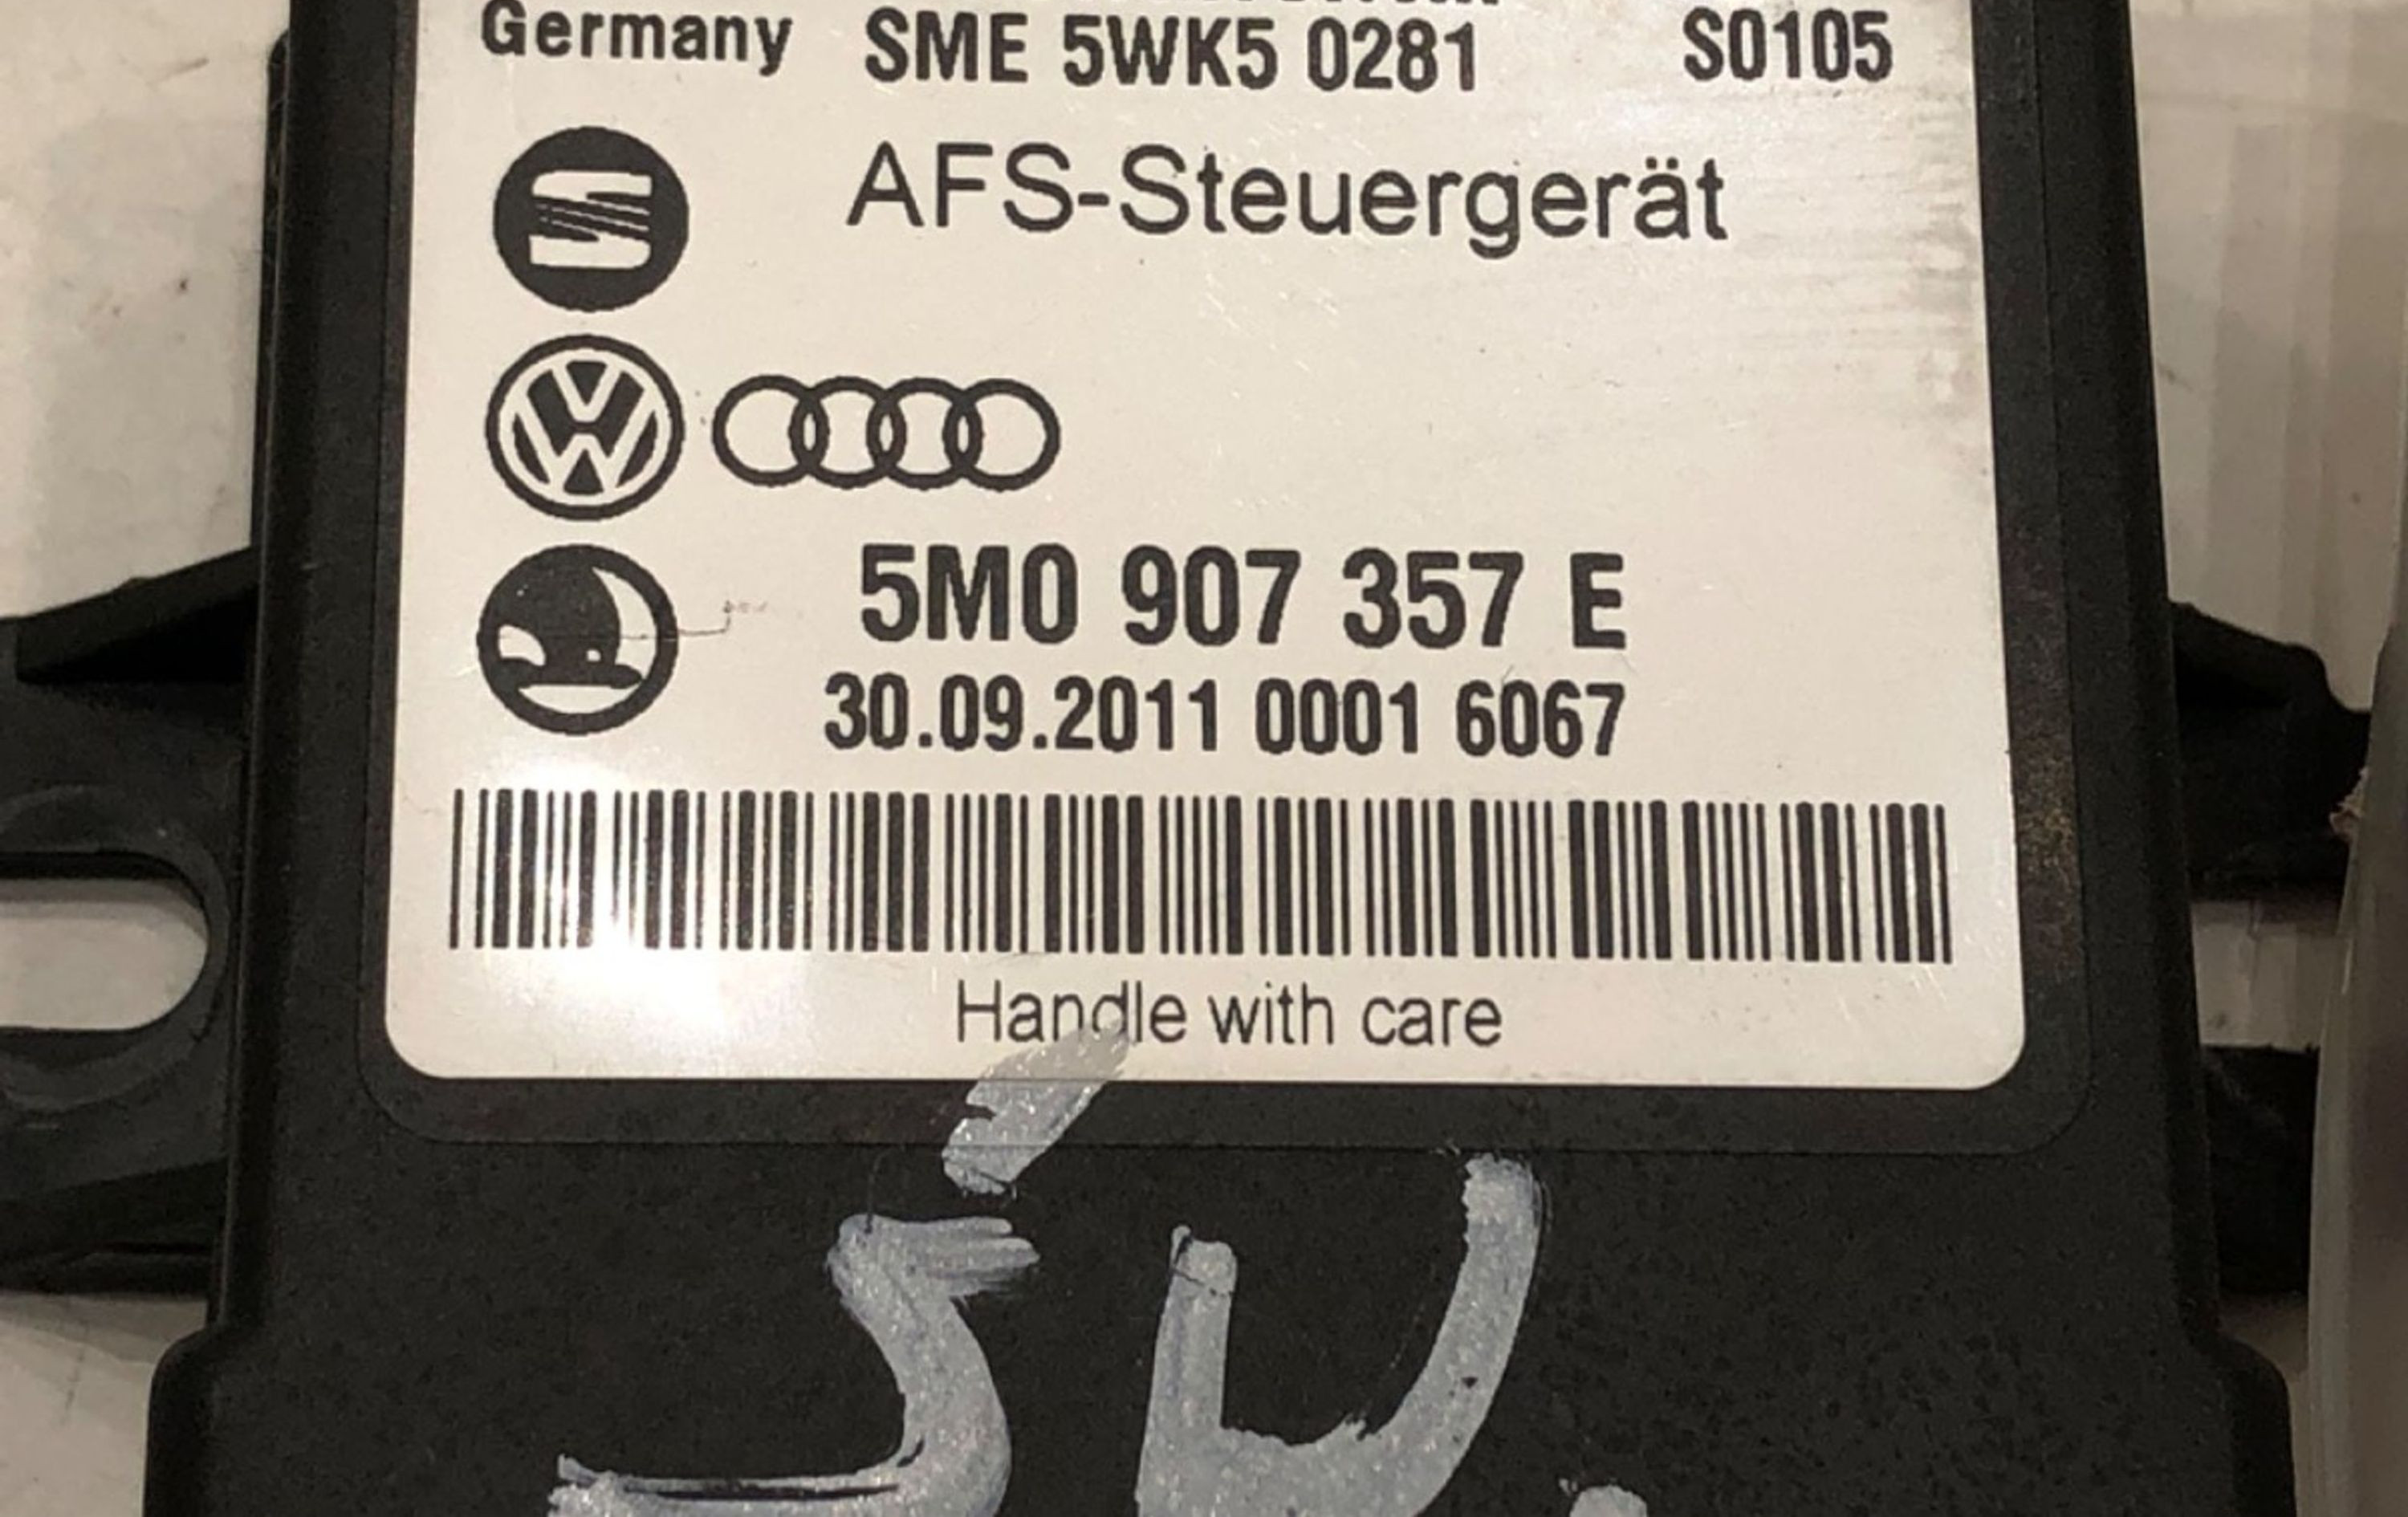 Germany SME 5WK5 0281 S0105
AFS-Steuergerät
5M0 907 357 E
30.09.2011 0001 6067
Handle with care